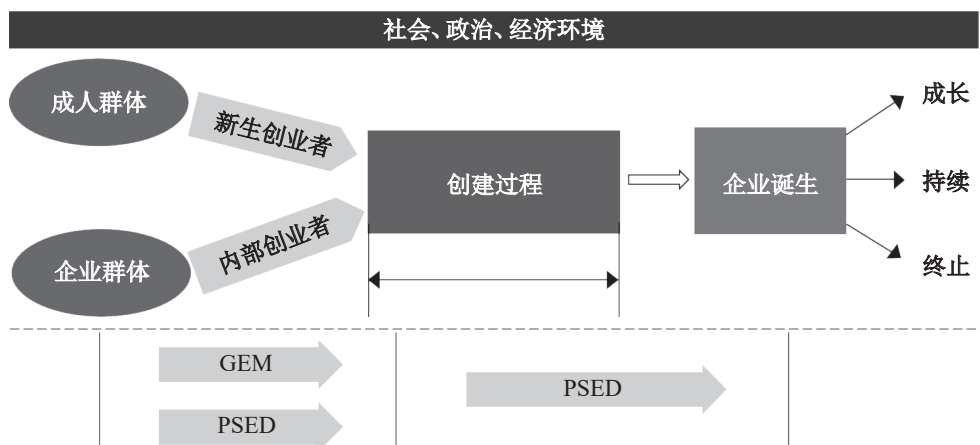 社会、政治、经济环境
成人群体
新生创业者
成长
创建过程
企业诞生
持续
企业群体
内部创业者
终止
GEM
PSED
PSED